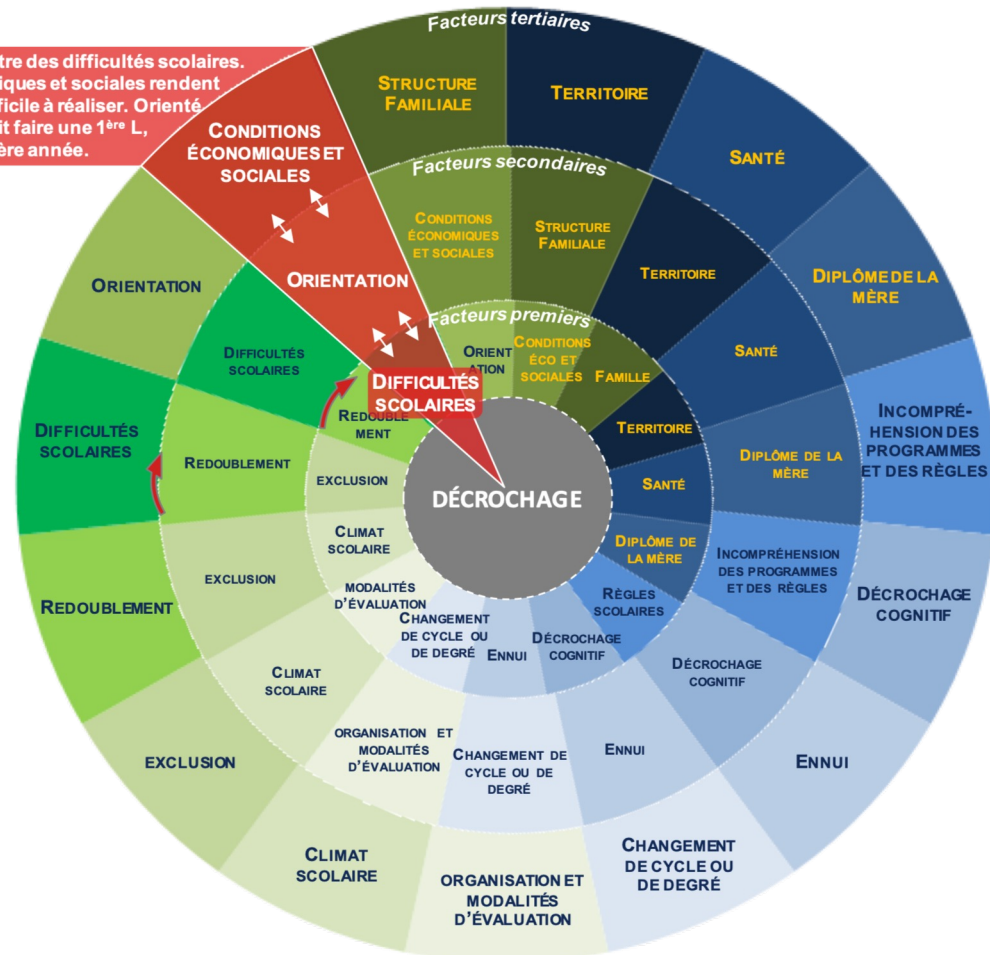 Facteurs tertiaires
tre des difficultés scolaires.
iques et sociales rendent
ficile à réaliser. Orienté
it faire une 1ère L,
ère année.
CONDITIONS
ÉCONOMIQUES ET
SOCIALES
STRUCTURE
FAMILIALE
TERRITOIRE
SANTÉ
DIPLÔME DE LA
MÈRE
INCOMPRÉ-
HENSION DES
PROGRAMMES
ET DES RÈGLES
DÉCROCHAGE
COGNITIF
ENNUI
CHANGEMENT
DE CYCLE OU
DE DEGRÉ
ORGANISATION ET
MODALITÉS
D'ÉVALUATION
CLIMAT
SCOLAIRE
EXCLUSION
REDOUBLEMENT
DIFFICULTÉS
SCOLAIRES
ORIENTATION
Facteurs secondaires
ORIENTATION
CONDITIONS
ÉCONOMIQUES
ET SOCIALES
STRUCTURE
FAMILIALE
TERRITOIRE
SANTÉ
DIPLÔME DE LA
MÈRE
INCOMPRÉHENSION
DES PROGRAMMES
ET DES RÈGLES
DÉCROCHAGE
COGNITIF
ENNUI
CHANGEMENT DE
CYCLE OU DE
DEGRÉ
ORGANISATION ET
MODALITÉS
D'ÉVALUATION
CLIMAT
SCOLAIRE
EXCLUSION
REDOUBLEMENT
DIFFICULTÉS
SCOLAIRES
Facteurs premiers
DIFFICULTÉS
SCOLAIRES
ORIENT
ATION
CONDITIONS
ÉCO ET
SOCIALES
FAMILLE
TERRITOIRE
SANTÉ
DIPLÔME DE
LA MÈRE
RÈGLES
SCOLAIRES
DÉCROCHAGE
COGNITIF
ENNUI
CHANGEMENT
DE CYCLE OU
DE DEGRÉ
MODALITÉS
D'ÉVALUATION
CLIMAT
SCOLAIRE
EXCLUSION
REDOUBLE
MENT
DÉCROCHAGE